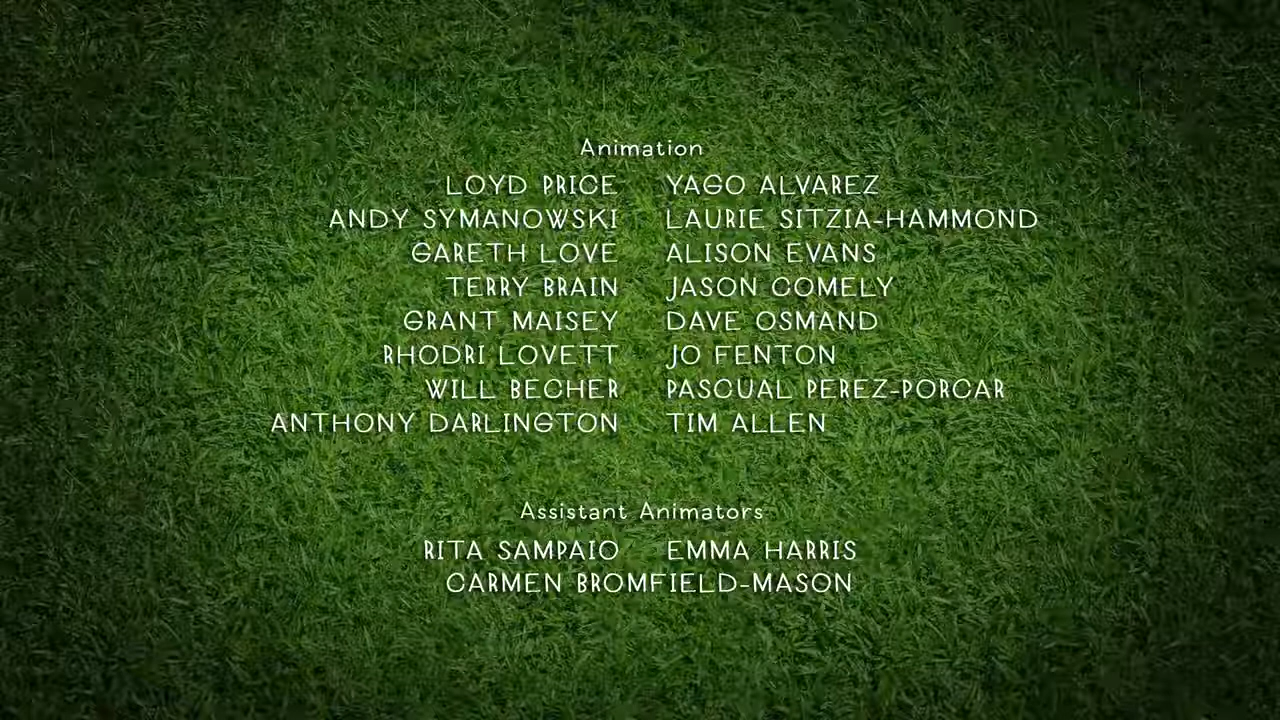 Animation
LOYD PRICE YAGO ALVAREZ
ANDY SYMANOWSKI LAURIE SITZIA-HAMMOND
GARETH LOVE ALISON EVANS
TERRY BRAIN JASON COMELY
GRANT MAISEY DAVE OSMAND
RHODRI LOVETT JO FENTON
WILL BECHER PASCUAL PEREZ-PORCAR
ANTHONY DARLINGTON TIM ALLEN
Assistant Animators
RITA SAMPAIO EMMA HARRIS
CARMEN BROMFIELD-MASON